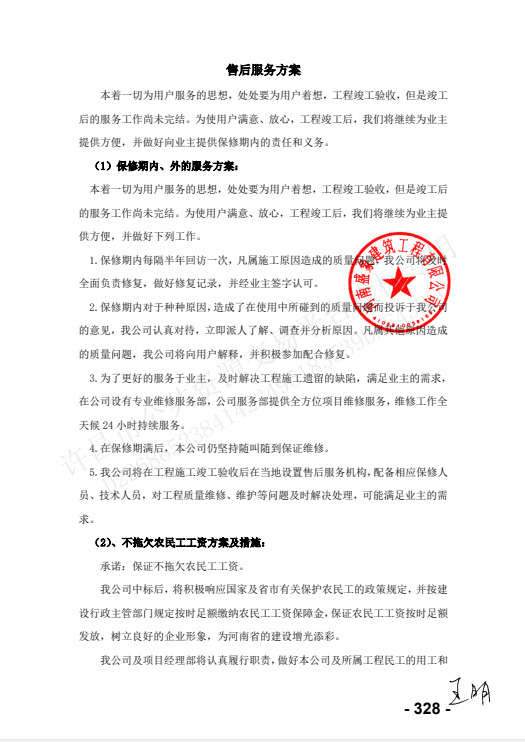 售后服务方案
本着一切为用户服务的思想，处处要为用户着想，工程竣工验收，但是竣工
后的服务工作尚未完结。为使用户满意、放心，工程竣工后，我们将继续为业主
提供方便，并做好向业主提供保修期内的责任和义务。
（1）保修期内、外的服务方案：
本着一切为用户服务的思想，处处要为用户着想，工程竣工验收，但是竣工后
的服务工作尚未完结。为使用户满意、放心，工程竣工后，我们将继续为业主提
供方便，并做好下列工作。
1.保修期内每隔半年回访一次，凡属施工原因造成的质量问题，我公司将及时
全面负责修复，做好修复记录，并经业主签字认可。
2.保修期内对于种种原因,造成了在使用中所碰到的质量问题而投诉于我公司
的意见，我公司认真对待，立即派人了解、调查并分析原因。凡属其他原因造成
的质量问题，我公司将向用户解释，并积极参加配合修复。
3.为了更好的服务于业主，及时解决工程施工遗留的缺陷，满足业主的需求，
在公司设有专业维修服务部，公司服务部提供全方位项目维修服务，维修工作全
天候24小时持续服务。
4.在保修期满后，本公司仍坚持随叫随到保证维修。
5.我公司将在工程施工竣工验收后在当地设置售后服务机构，配备相应保修人
员、技术人员，对工程质量维修、维护等问题及时解决处理，可能满足业主的需
求。
（2）、不拖欠农民工工资方案及措施：
承诺：保证不拖欠农民工工资。
我公司中标后，将积极响应国家及省市有关保护农民工的政策规定，并按建
设行政主管部门规定按时足额缴纳农民工工资保障金，保证农民工工资按时足额
发放，树立良好的企业形象，为河南省的建设增光添彩。
我公司及项目经理部将认真履行职责，做好本公司及所属工程民工的用工和
- 328 -
王明